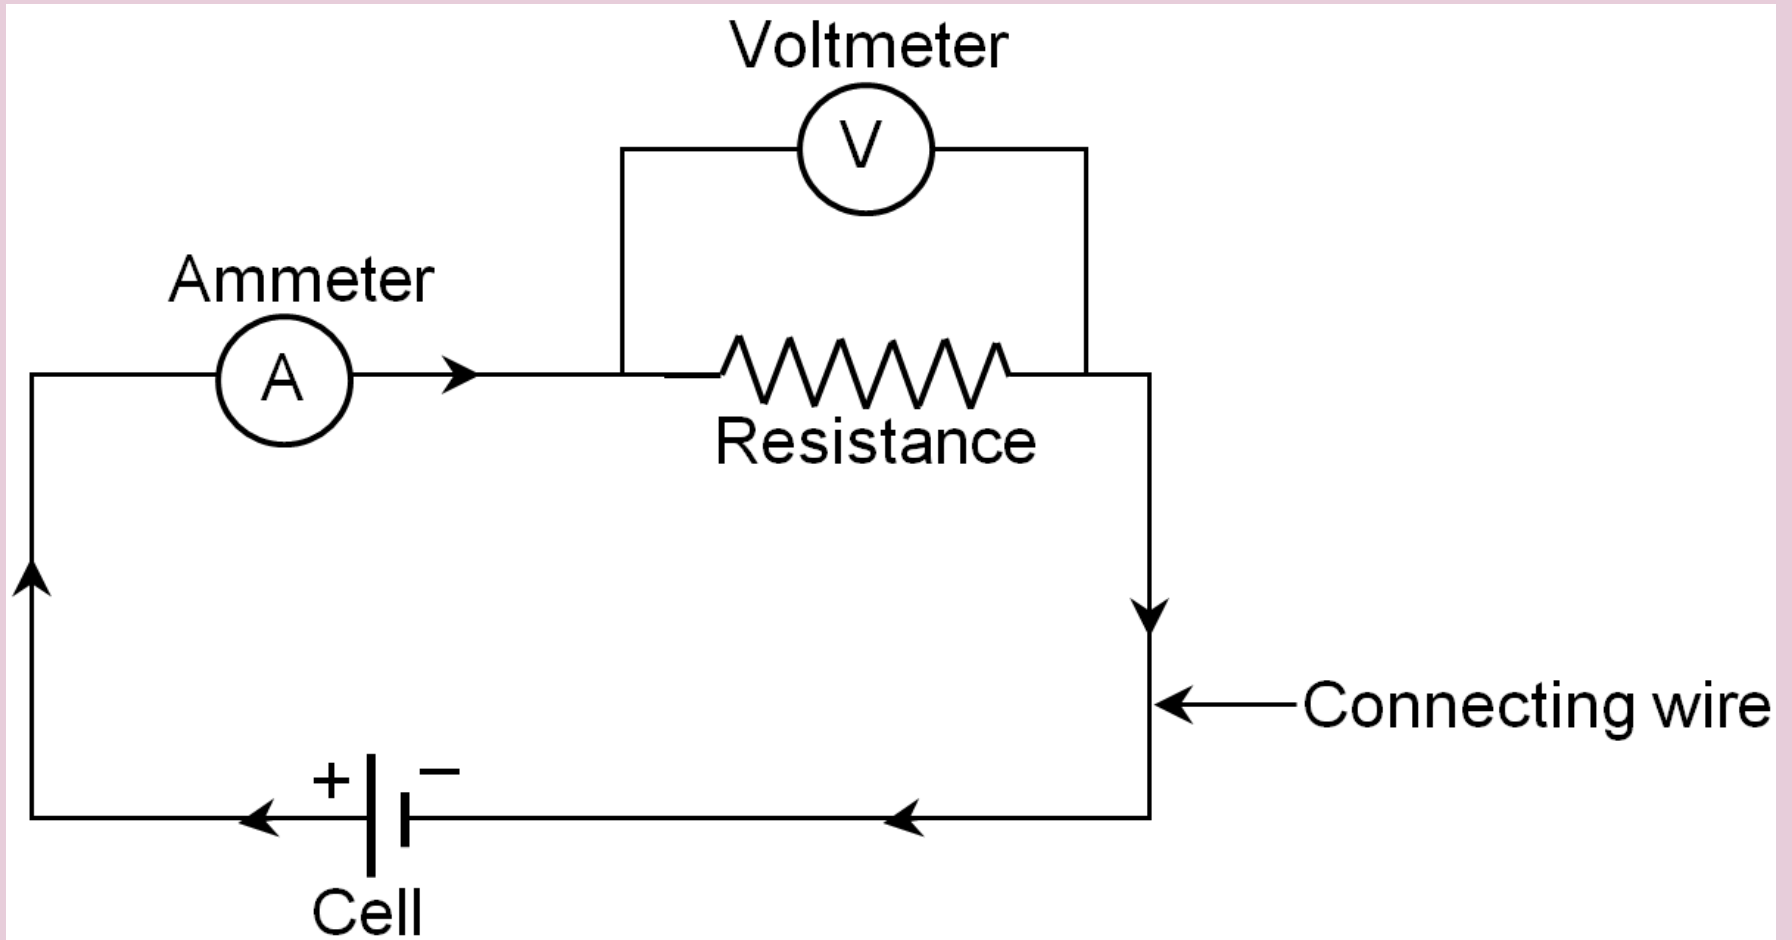 Voltmeter
V
Ammeter
A
Resistance
Connecting wire
+ −
Cell